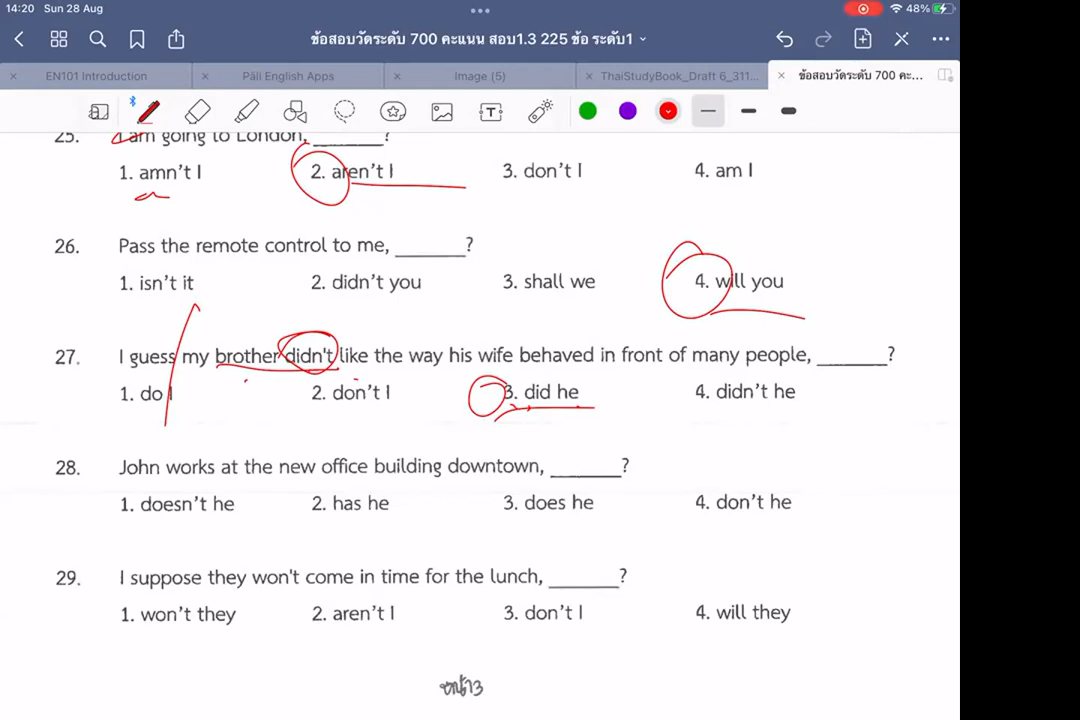 14:20 Sun 28 Aug
48%
ข้อสอบวัดระดับ 700 คะแนน สอบ1.3 225 ข้อ ระดับ1
EN101 Introduction
Pāli English Apps
Image (5)
ThaiStudyBook_Draft 6_311...
ข้อสอบวัดระดับ 700 คะ...
25. I am going to London, ______?
1. amn't I 2. aren't I 3. don't I 4. am I
26. Pass the remote control to me, ______?
1. isn't it 2. didn't you 3. shall we 4. will you
27. I guess my brother didn't like the way his wife behaved in front of many people, ______?
1. do I 2. don't I 3. did he 4. didn't he
28. John works at the new office building downtown, ______?
1. doesn't he 2. has he 3. does he 4. don't he
29. I suppose they won't come in time for the lunch, ______?
1. won't they 2. aren't I 3. don't I 4. will they